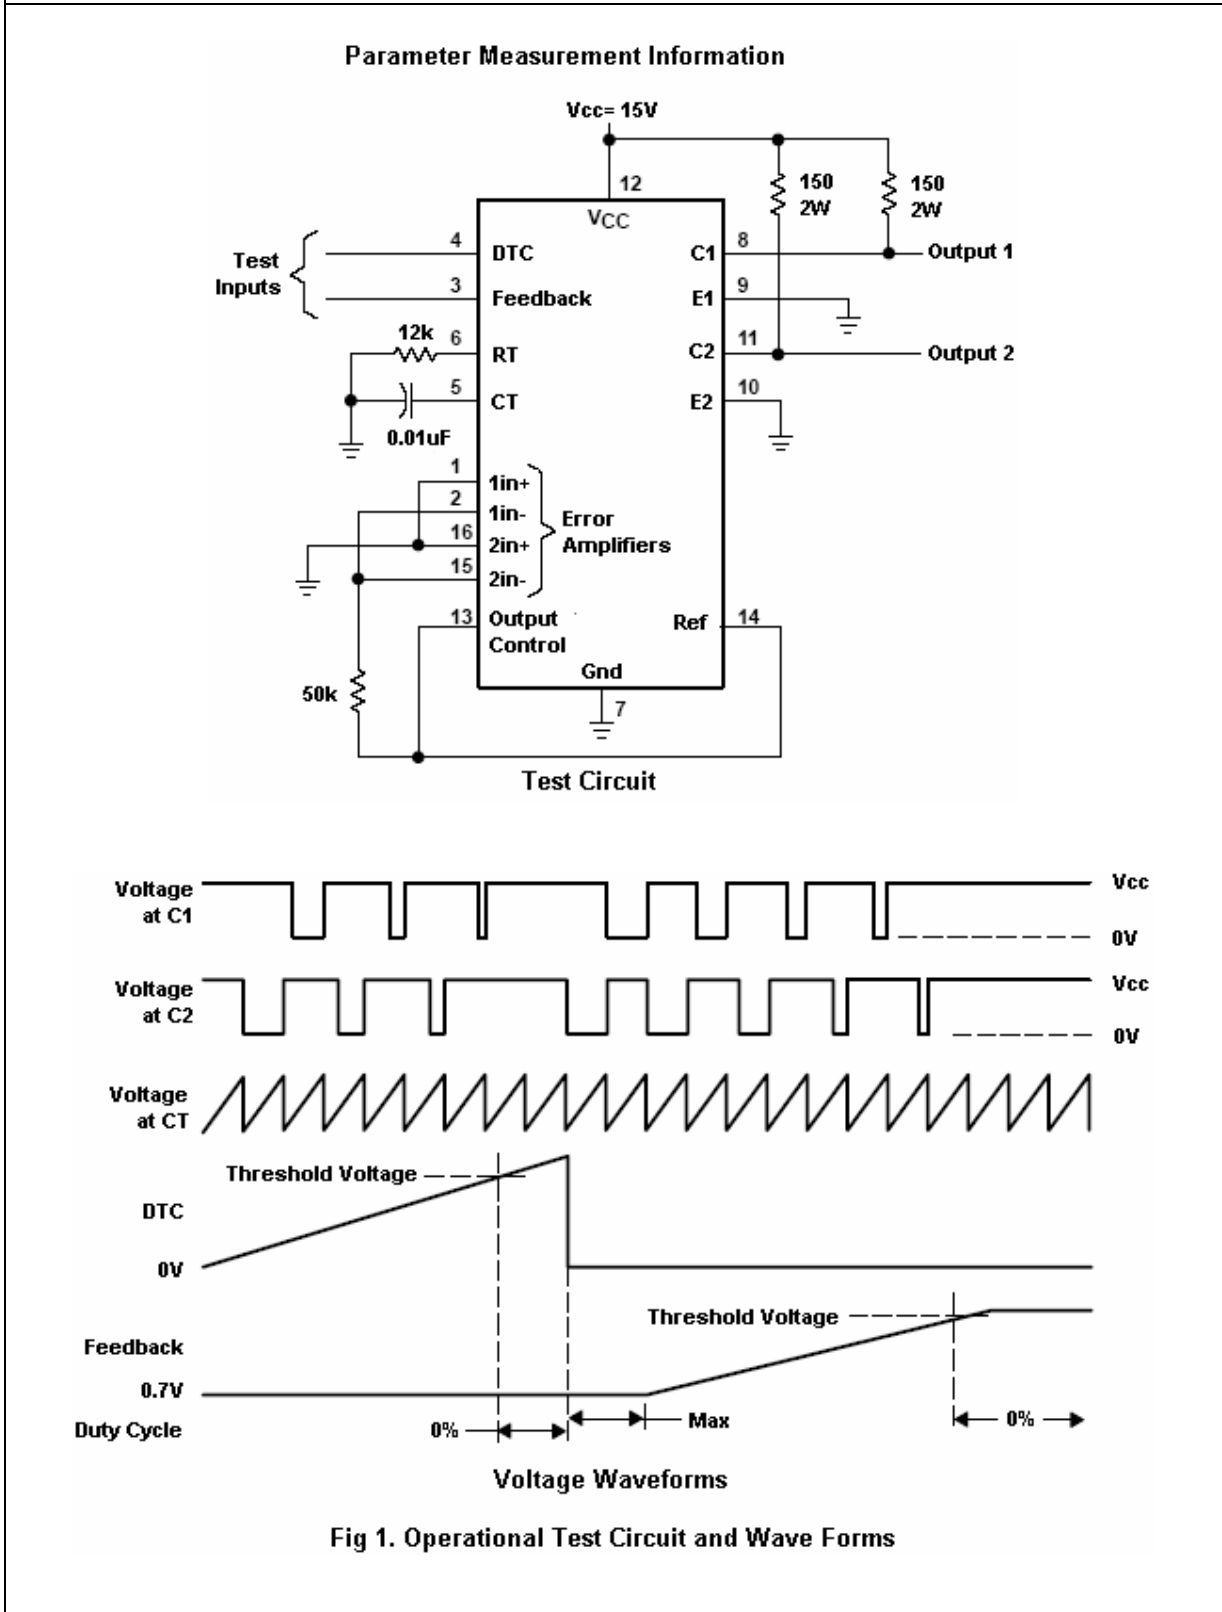 Parameter Measurement Information
Vcc= 15V
12
VCC
150
2W
150
2W
Test
Inputs
4
DTC
3
Feedback
12k
6
RT
5
CT
0.01uF
C1
8
Output 1
E1
9
C2
11
Output 2
E2
10
1
1in+
2
1in-
16
2in+
15
2in-
Error
Amplifiers
13
Output
Control
Ref
14
50k
Gnd
7
Test Circuit
Voltage
at C1
Vcc
0V
Voltage
at C2
Vcc
0V
Voltage
at CT
Threshold Voltage
DTC
0V
Threshold Voltage
Feedback
0.7V
Duty Cycle
0%
Max
0%
Voltage Waveforms
Fig 1. Operational Test Circuit and Wave Forms